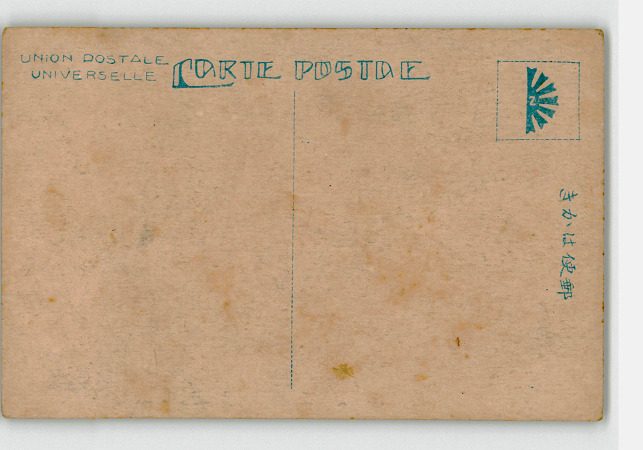 UNION POSTALE
UNIVERSELLE
CARTE POSTALE
郵便はかき